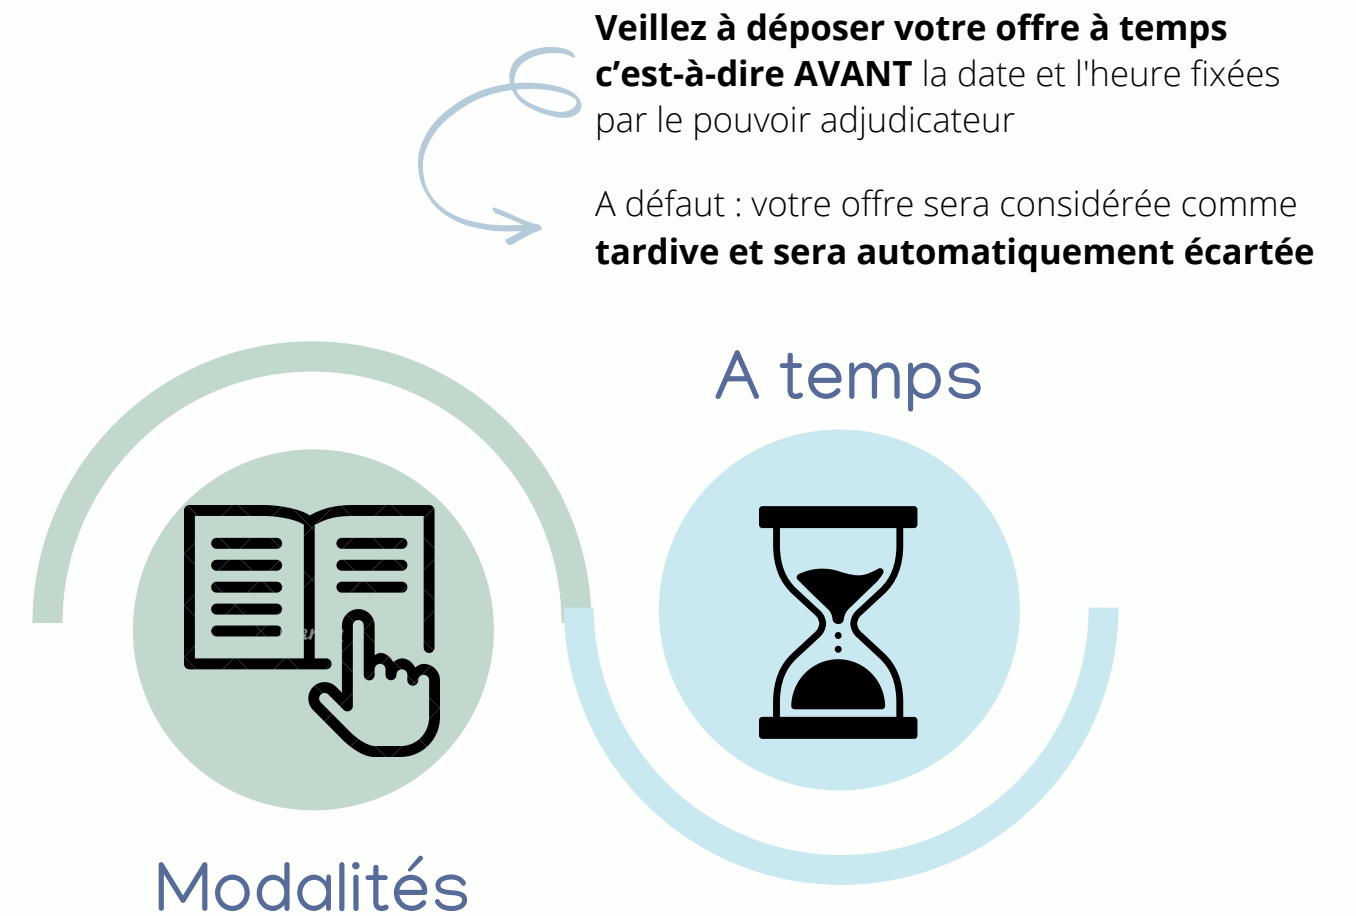 Veillez à déposer votre offre à temps
c’est-à-dire AVANT la date et l'heure fixées
par le pouvoir adjudicateur
A défaut : votre offre sera considérée comme
tardive et sera automatiquement écartée
A temps
Modalités